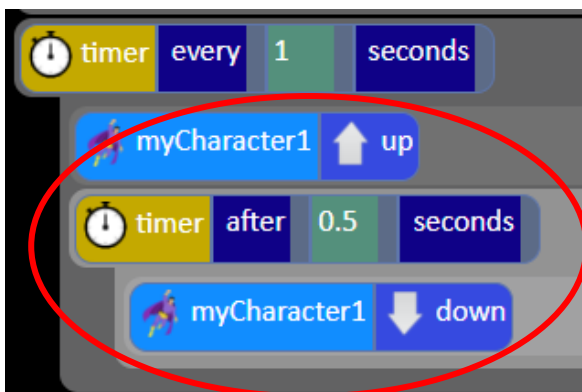 timer every 1 seconds
myCharacter1 up
timer after 0.5 seconds
myCharacter1 down